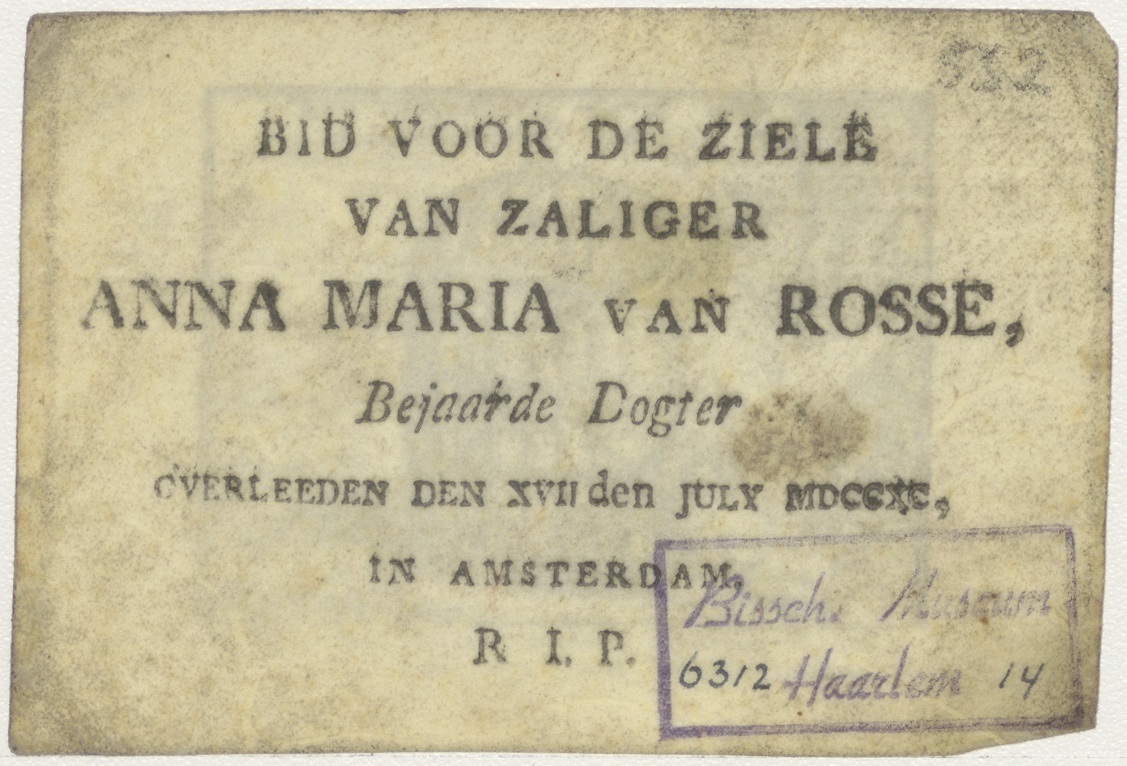 532
BID VOOR DE ZIELE
VAN ZALIGER
ANNA MARIA VAN ROSSE,
Bejaarde Dogter
OVERLEEDEN DEN XVII den JULY MDCCXC,
IN AMSTERDAM,
R I. P.
Bissch. Museum
6312 Haarlem 14